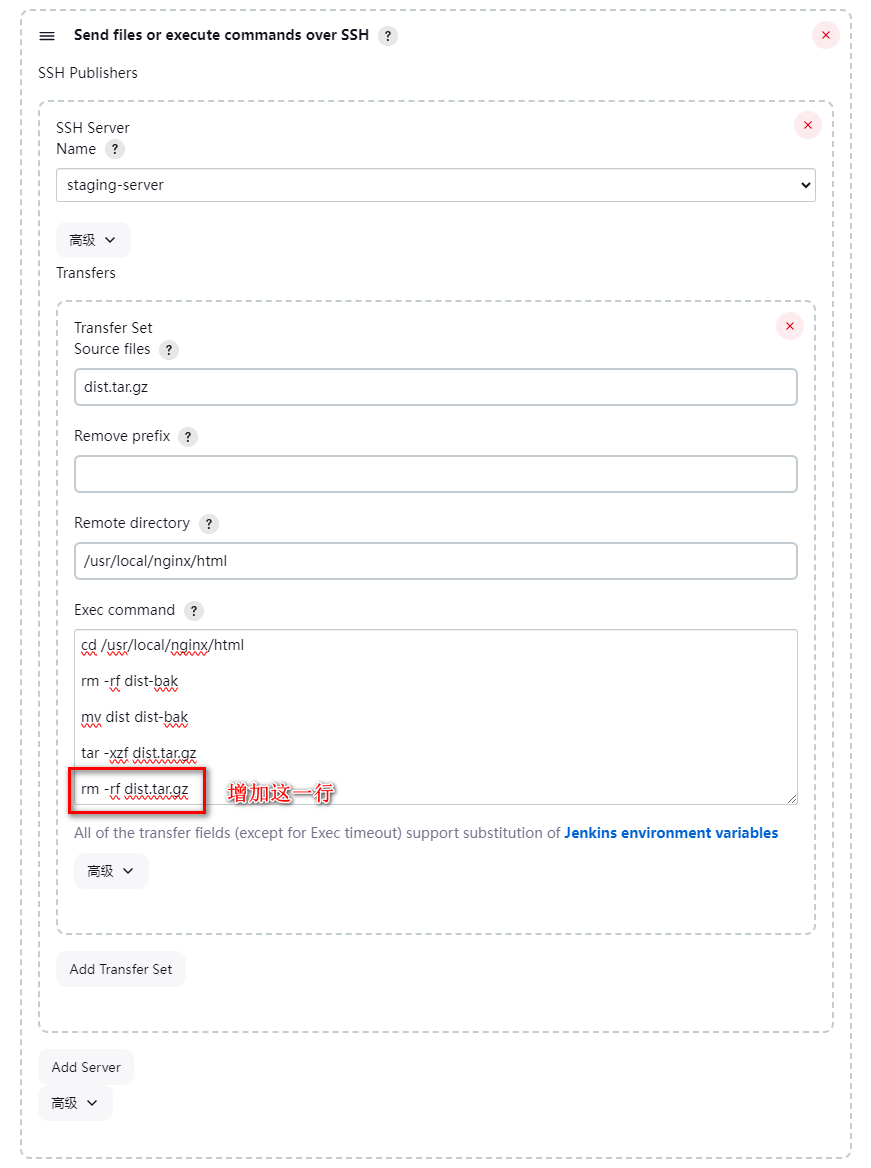 Send files or execute commands over SSH ?
SSH Publishers
SSH Server
Name ?
staging-server
高级
Transfers
Transfer Set
Source files ?
dist.tar.gz
Remove prefix ?
Remote directory ?
/usr/local/nginx/html
Exec command ?
cd /usr/local/nginx/html
rm -rf dist-bak
mv dist dist-bak
tar -xzf dist.tar.gz
rm -rf dist.tar.gz 增加这一行
All of the transfer fields (except for Exec timeout) support substitution of Jenkins environment variables
高级
Add Transfer Set
Add Server
高级